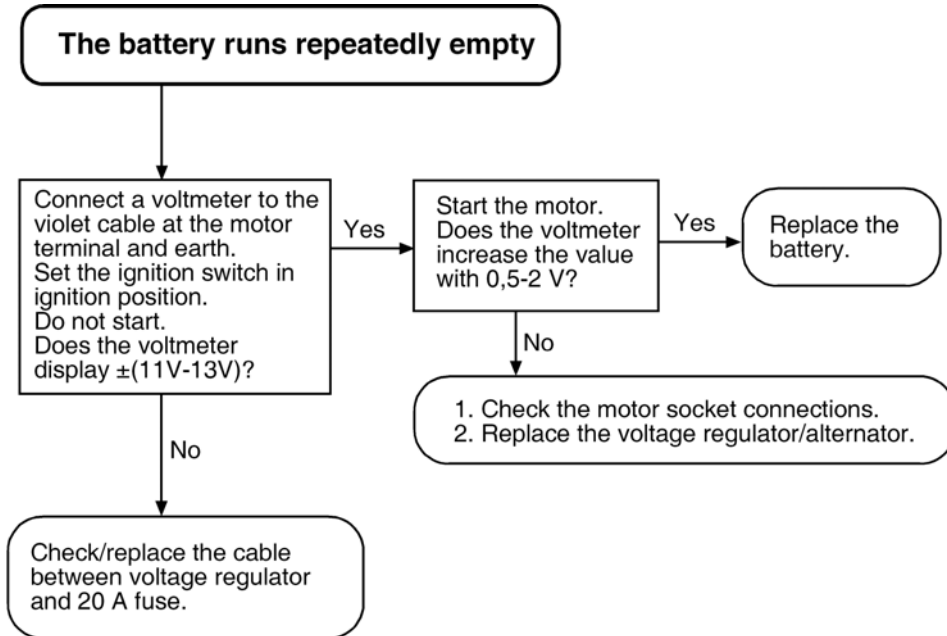 The battery runs repeatedly empty
Connect a voltmeter to the
violet cable at the motor
terminal and earth.
Set the ignition switch in
ignition position.
Do not start.
Does the voltmeter
display ±(11V-13V)?
Yes
Start the motor.
Does the voltmeter
increase the value
with 0,5-2 V?
Yes
Replace the
battery.
No
1. Check the motor socket connections.
2. Replace the voltage regulator/alternator.
No
Check/replace the cable
between voltage regulator
and 20 A fuse.